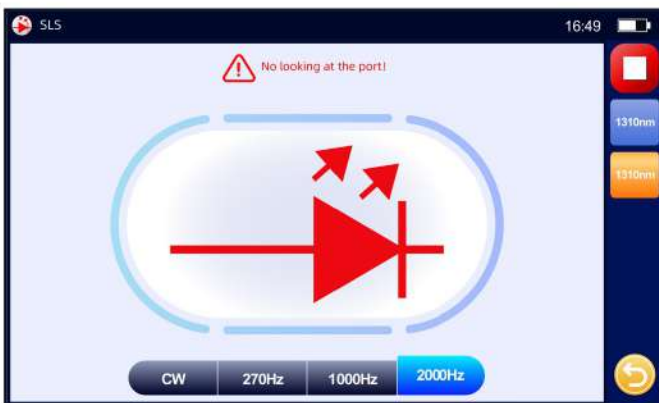 SLS
16:49
No looking at the port!
1310nm
1310nm
CW
270Hz
1000Hz
2000Hz